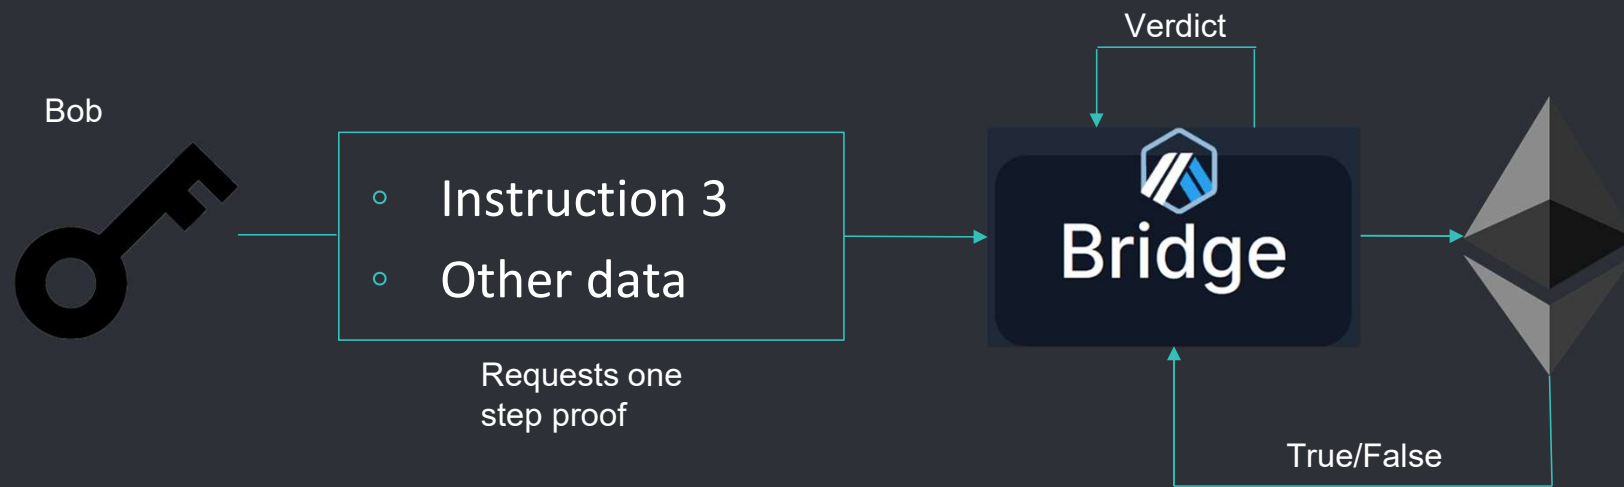 Verdict
Bob
Instruction 3
Other data
Bridge
Requests one
step proof
True/False